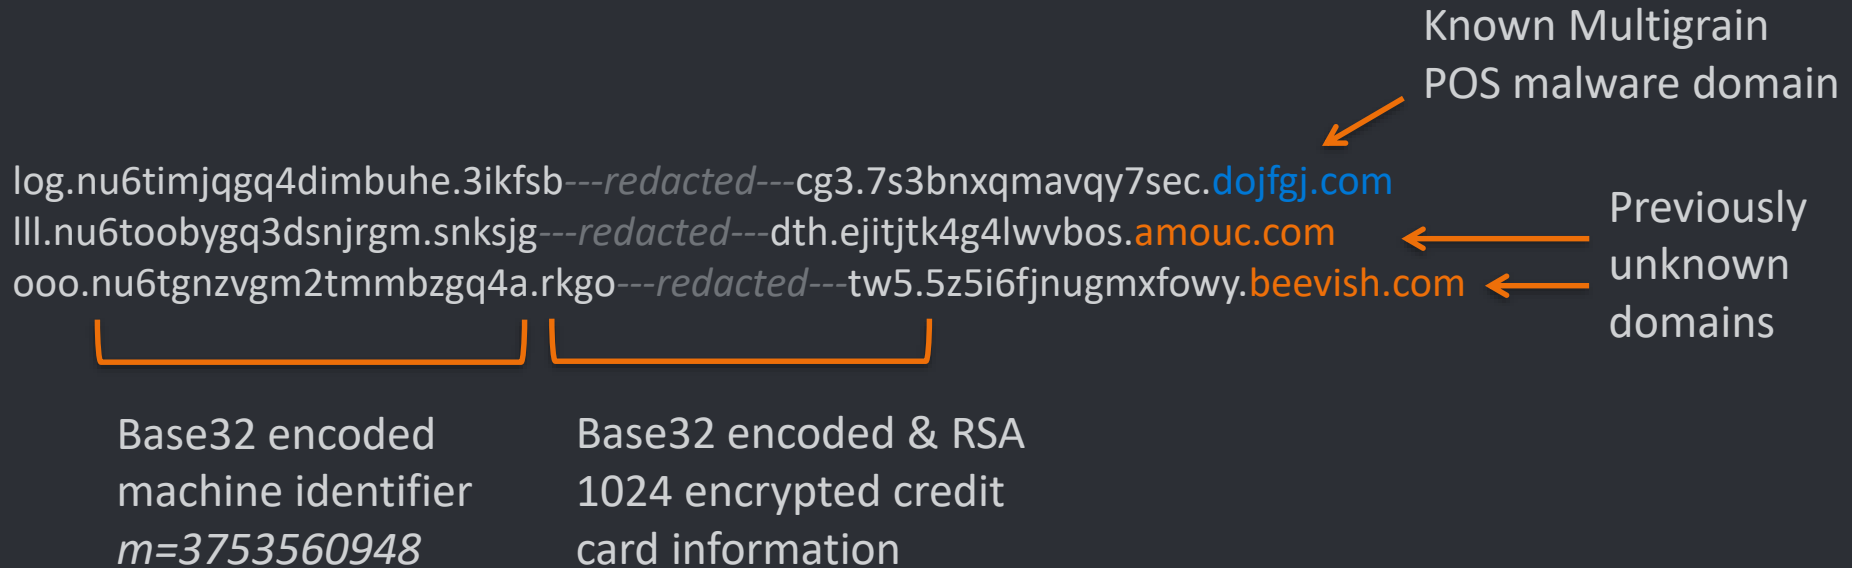 Known Multigrain
POS malware domain
log.nu6timjqgq4dimbuhe.3ikfsb---redacted---cg3.7s3bnxqmavqy7sec.dojfgj.com
lll.nu6toobygq3dsnjrgm.snksjg---redacted---dth.ejitjtk4g4lwvbos.amouc.com
ooo.nu6tgnzvgm2tmmbzgq4a.rkgo---redacted---tw5.5z5i6fjnugmxfowy.beevish.com
Previously
unknown
domains
Base32 encoded
machine identifier
m=3753560948
Base32 encoded & RSA
1024 encrypted credit
card information